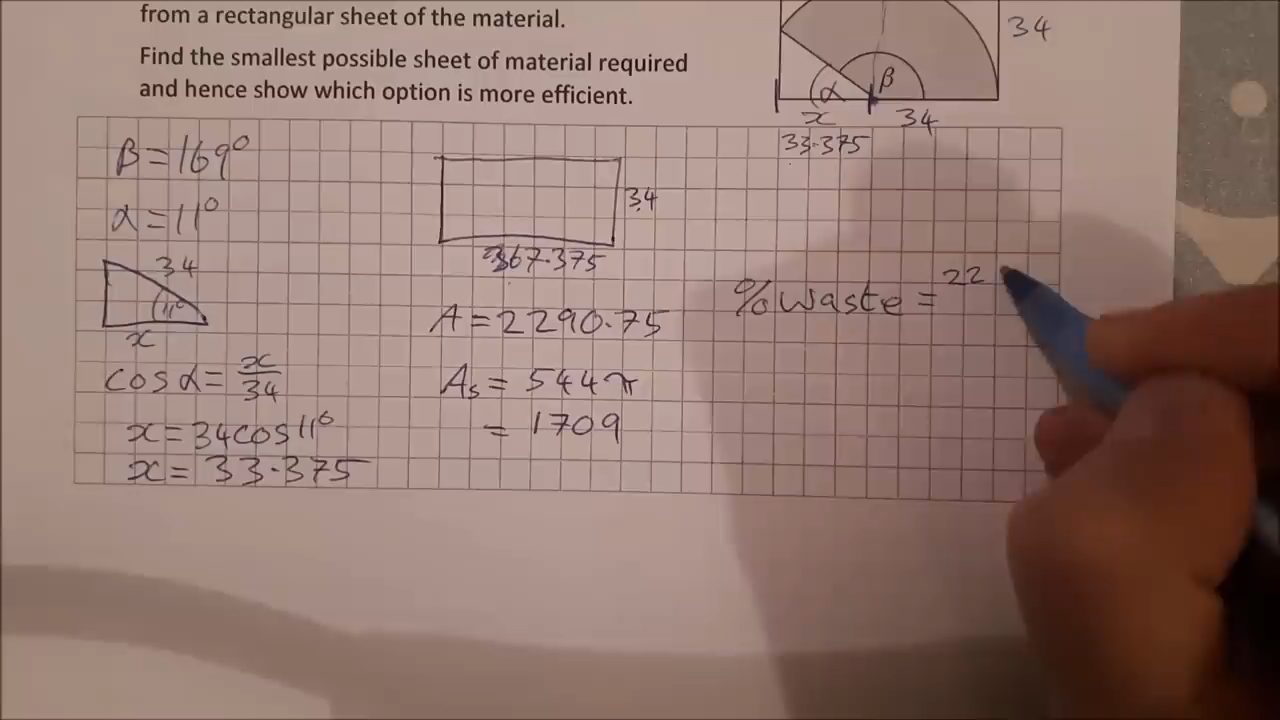 from a rectangular sheet of the material.
Find the smallest possible sheet of material required
and hence show which option is more efficient.
34
α
β
x
34
33.375
β = 169°
α = 11°
34
11°
x
cos α = x/34
x = 34cos11°
x = 33.375
34
67.375
A = 2290.75
As = 544π
= 1709
% waste = 22